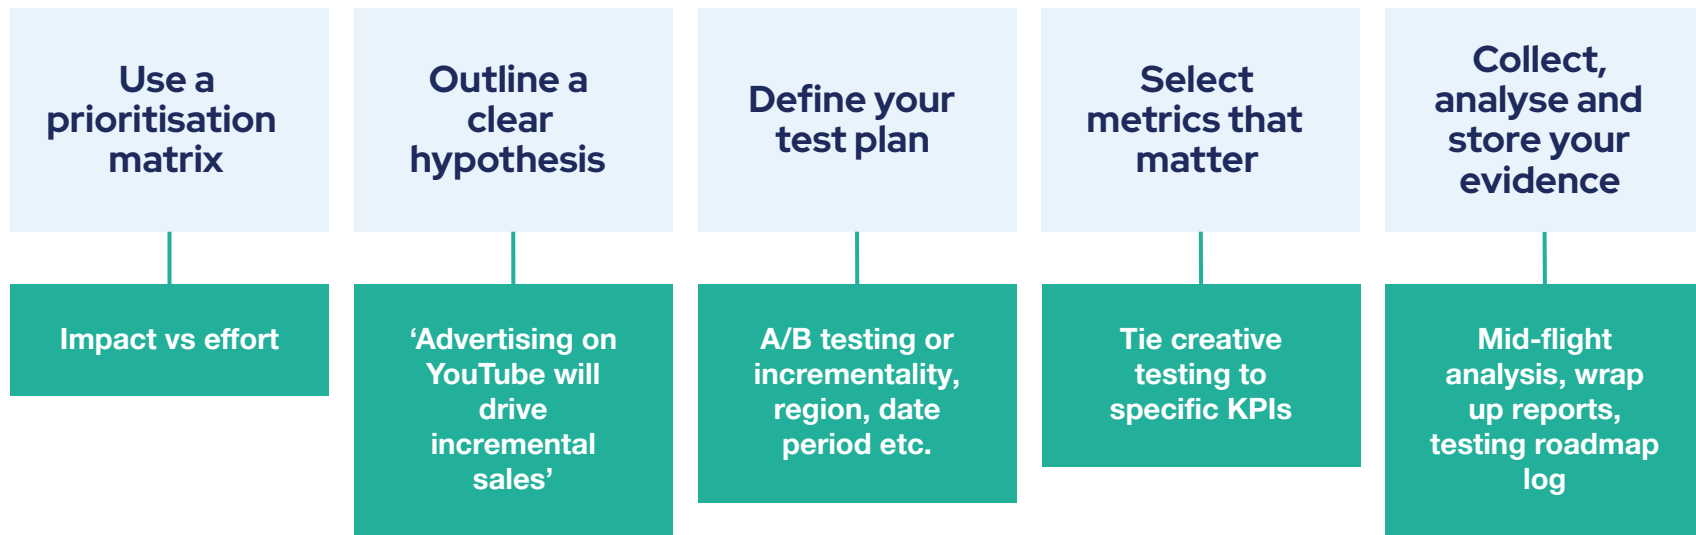 Use a
prioritisation
matrix
Impact vs effort
Outline a
clear
hypothesis
‘Advertising on
YouTube will
drive
incremental
sales’
Define your
test plan
A/B testing or
incrementality,
region, date
period etc.
Select
metrics that
matter
Tie creative
testing to
specific KPIs
Collect,
analyse and
store your
evidence
Mid-flight
analysis, wrap
up reports,
testing roadmap
log